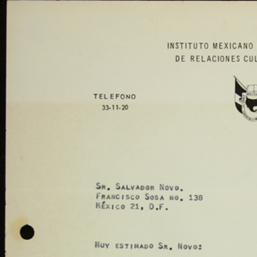 INSTITUTO MEXICANO
DE RELACIONES CUL
TELEFONO
33-11-20
SR. SALVADOR NOVO.
FRANCISCO SOSA NO. 138
MÉXICO 21, D.F.
MUY ESTIMADO SR. NOVO: